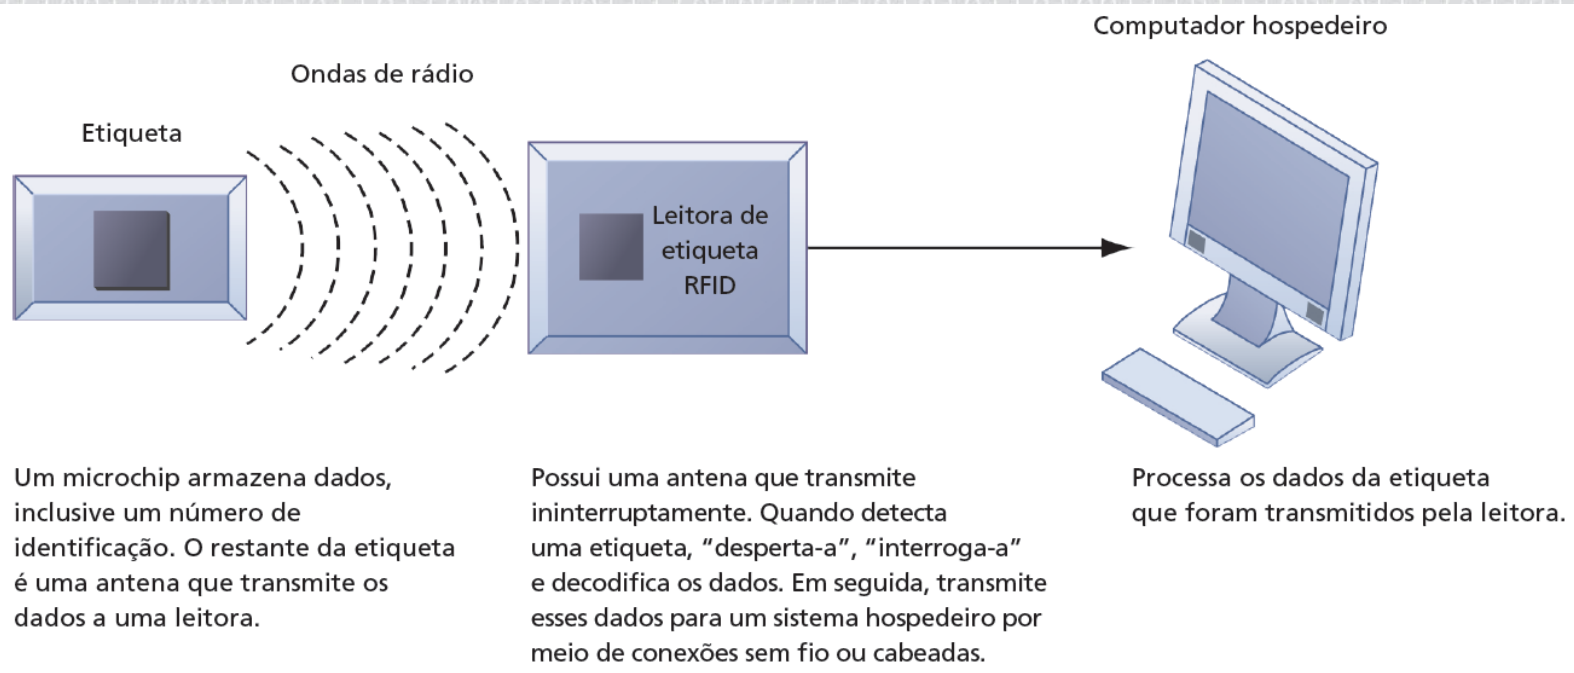 Computador hospedeiro
Ondas de rádio
Etiqueta
Leitora de
etiqueta
RFID
Um microchip armazena dados,
inclusive um número de
identificação. O restante da etiqueta
é uma antena que transmite os
dados a uma leitora.
Possui uma antena que transmite
ininterruptamente. Quando detecta
uma etiqueta, “desperta-a”, “interroga-a”
e decodifica os dados. Em seguida, transmite
esses dados para um sistema hospedeiro por
meio de conexões sem fio ou cabeadas.
Processa os dados da etiqueta
que foram transmitidos pela leitora.